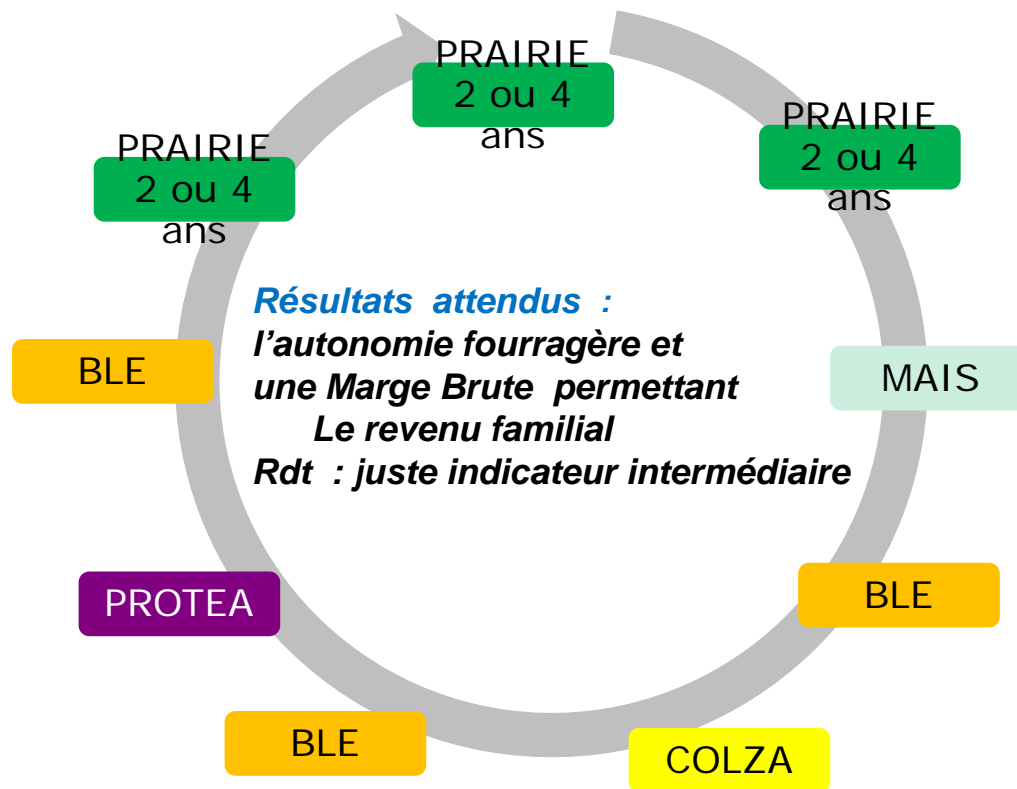 PRAIRIE
2 ou 4
ans
PRAIRIE
2 ou 4
ans
MAIS
BLE
COLZA
BLE
PROTEA
BLE
PRAIRIE
2 ou 4
ans
Résultats attendus :
l’autonomie fourragère et
une Marge Brute permettant
Le revenu familial
Rdt : juste indicateur intermédiaire